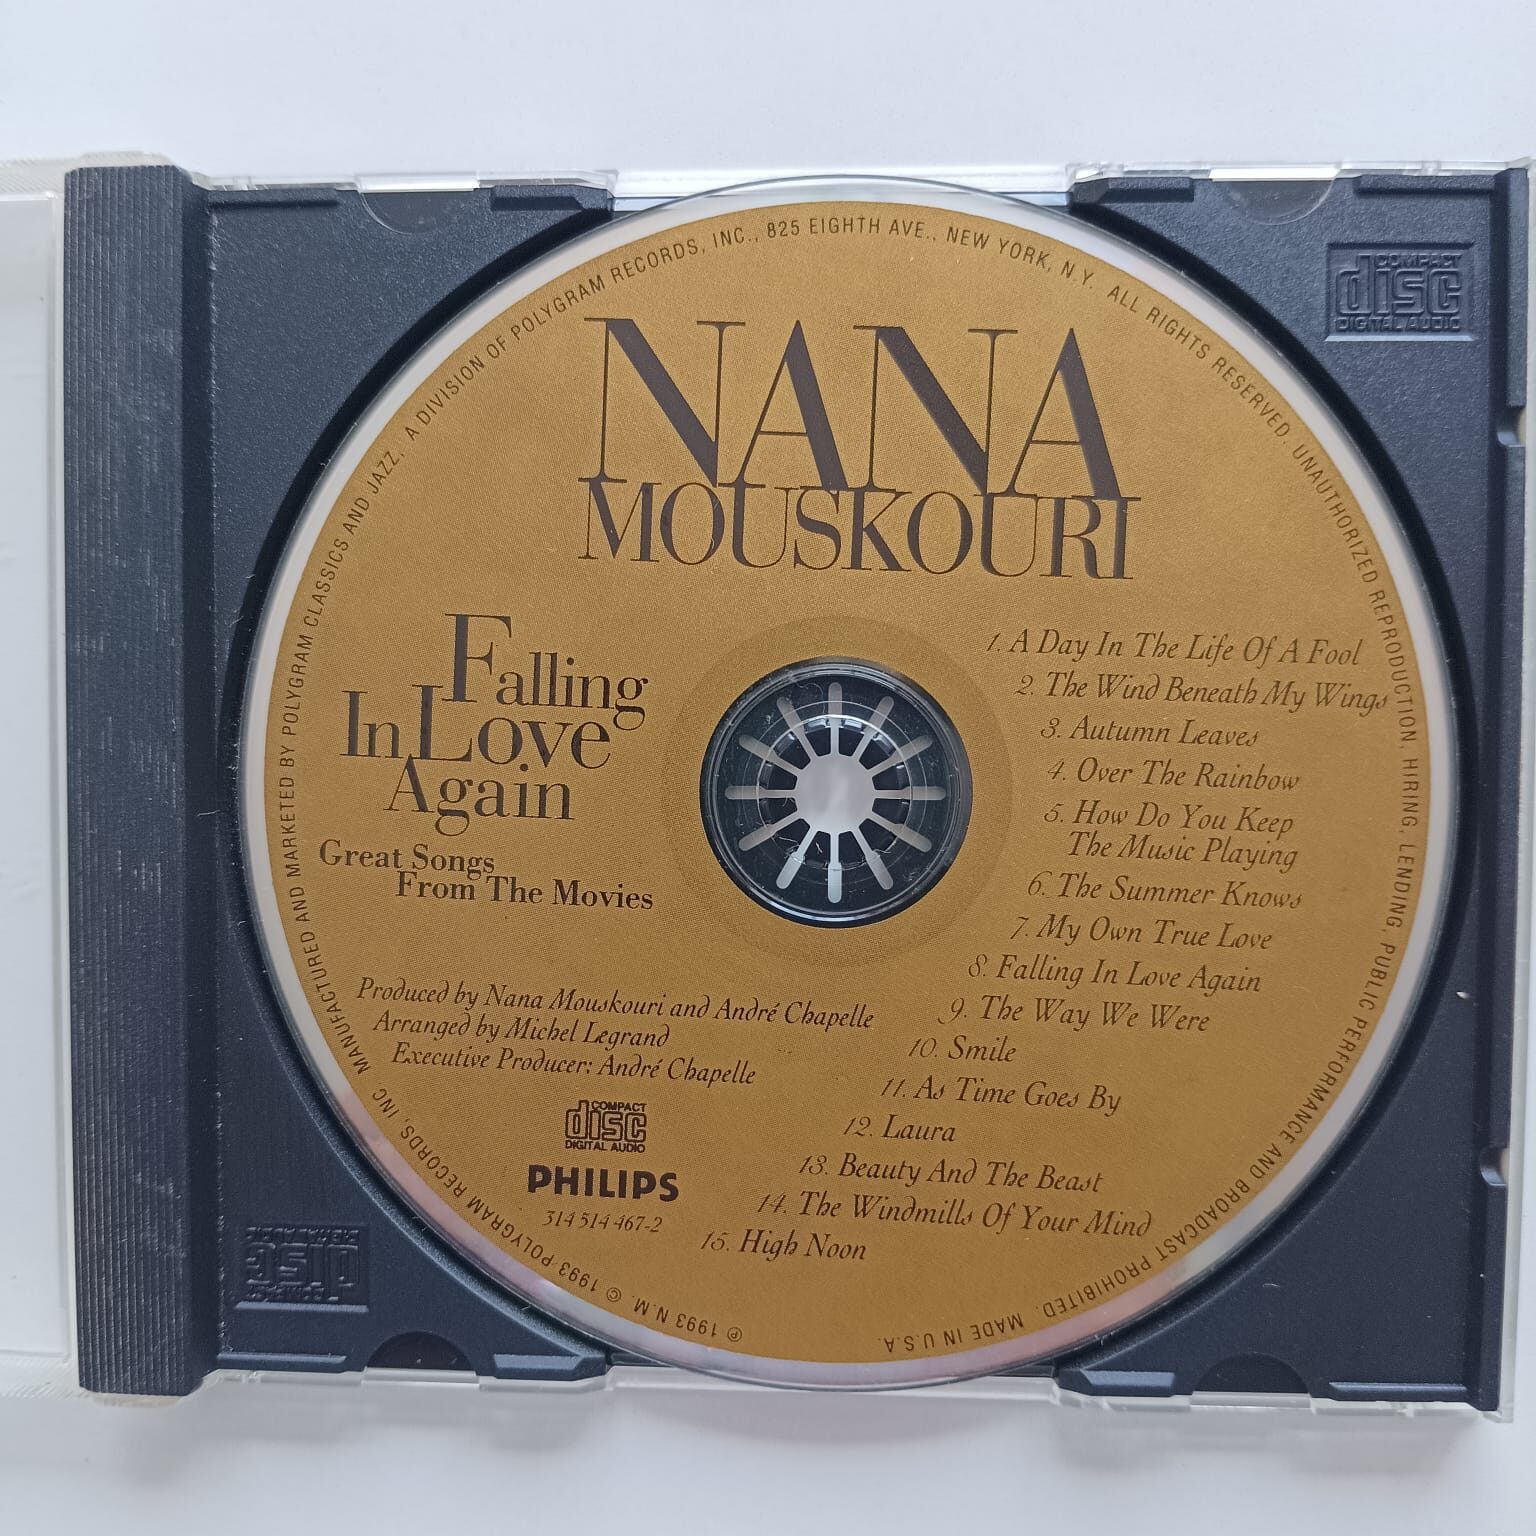 NANA
MOUSKOURI
Falling
In Love
Again
Great Songs
From The Movies
1. A Day In The Life Of A Fool
2. The Wind Beneath My Wings
3. Autumn Leaves
4. Over The Rainbow
5. How Do You Keep
The Music Playing
6. The Summer Knows
7. My Own True Love
8. Falling In Love Again
9. The Way We Were
10. Smile
11. As Time Goes By
12. Laura
13. Beauty And The Beast
14. The Windmills Of Your Mind
15. High Noon
Produced by Nana Mouskouri and André Chapelle
Arranged by Michel Legrand
Executive Producer: André Chapelle
COMPACT
disc
DIGITAL AUDIO
PHILIPS
314 514 467-2
℗ 1993 N.M. © 1993 POLYGRAM RECORDS, INC. MANUFACTURED AND MARKETED BY POLYGRAM CLASSICS AND JAZZ, A DIVISION OF POLYGRAM RECORDS, INC., 825 EIGHTH AVE., NEW YORK, N.Y. ALL RIGHTS RESERVED. UNAUTHORIZED REPRODUCTION, HIRING, LENDING, PUBLIC PERFORMANCE AND BROADCAST PROHIBITED. MADE IN U.S.A.
COMPACT
disc
DIGITAL AUDIO
COMPACT
disc
DIGITAL AUDIO